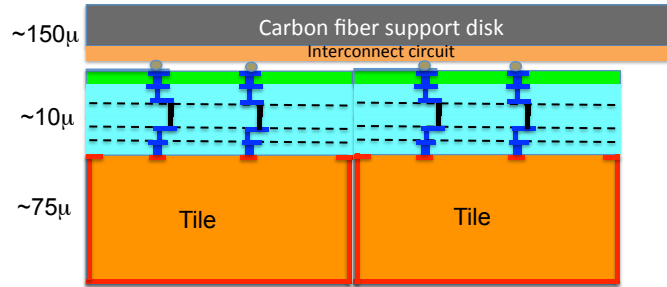 Carbon fiber support disk
~150μ
Interconnect circuit
~10μ
~75μ
Tile
Tile